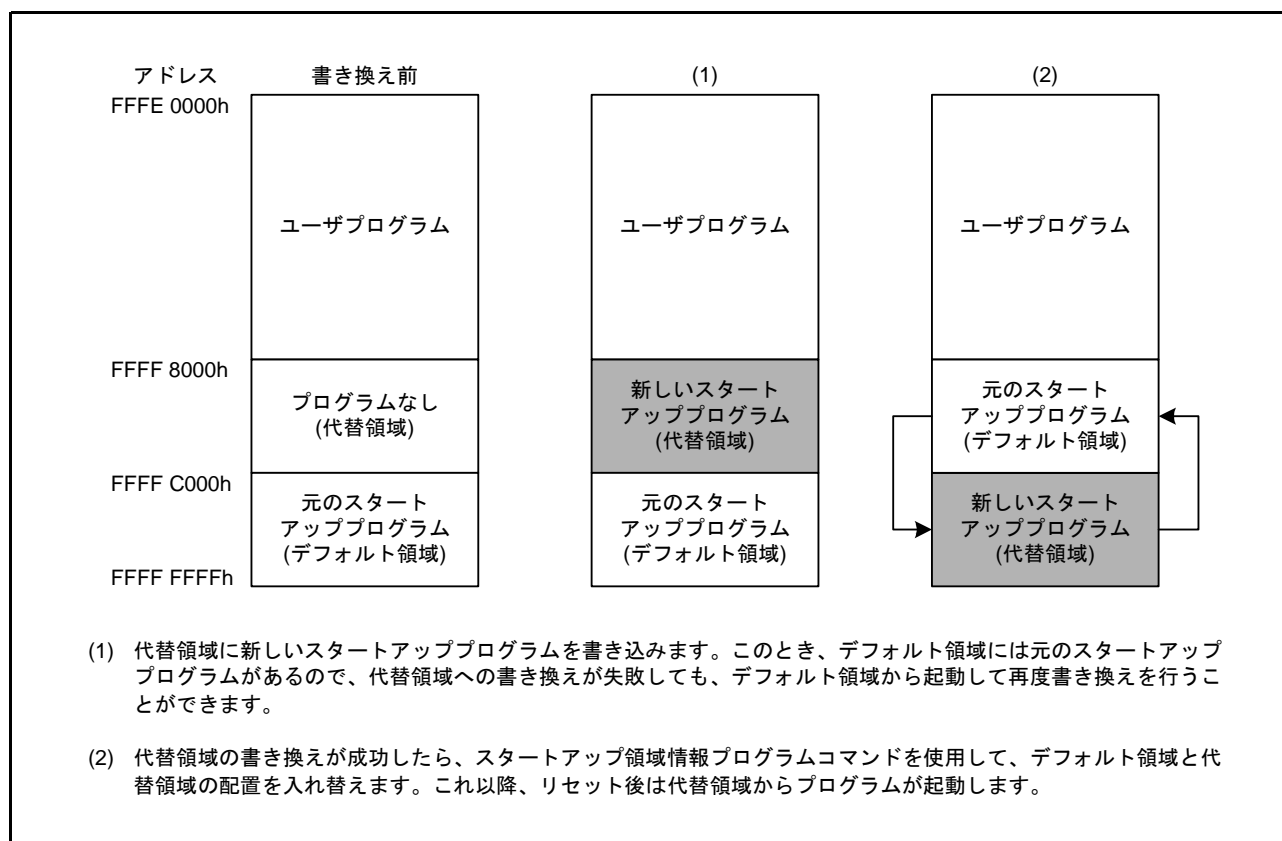 アドレス 書き換え前 (1) (2)
FFFE 0000h
ユーザプログラム ユーザプログラム ユーザプログラム
FFFF 8000h
プログラムなし
(代替領域)
新しいスタート
アッププログラム
(代替領域)
元のスタート
アッププログラム
(デフォルト領域)
FFFF C000h
元のスタート
アッププログラム
(デフォルト領域)
元のスタート
アッププログラム
(デフォルト領域)
新しいスタート
アッププログラム
(代替領域)
FFFF FFFFh
(1) 代替領域に新しいスタートアッププログラムを書き込みます。このとき、デフォルト領域には元のスタートアップ
プログラムがあるので、代替領域への書き換えが失敗しても、デフォルト領域から起動して再度書き換えを行うこ
とができます。
(2) 代替領域の書き換えが成功したら、スタートアップ領域情報プログラムコマンドを使用して、デフォルト領域と代
替領域の配置を入れ替えます。これ以降、リセット後は代替領域からプログラムが起動します。